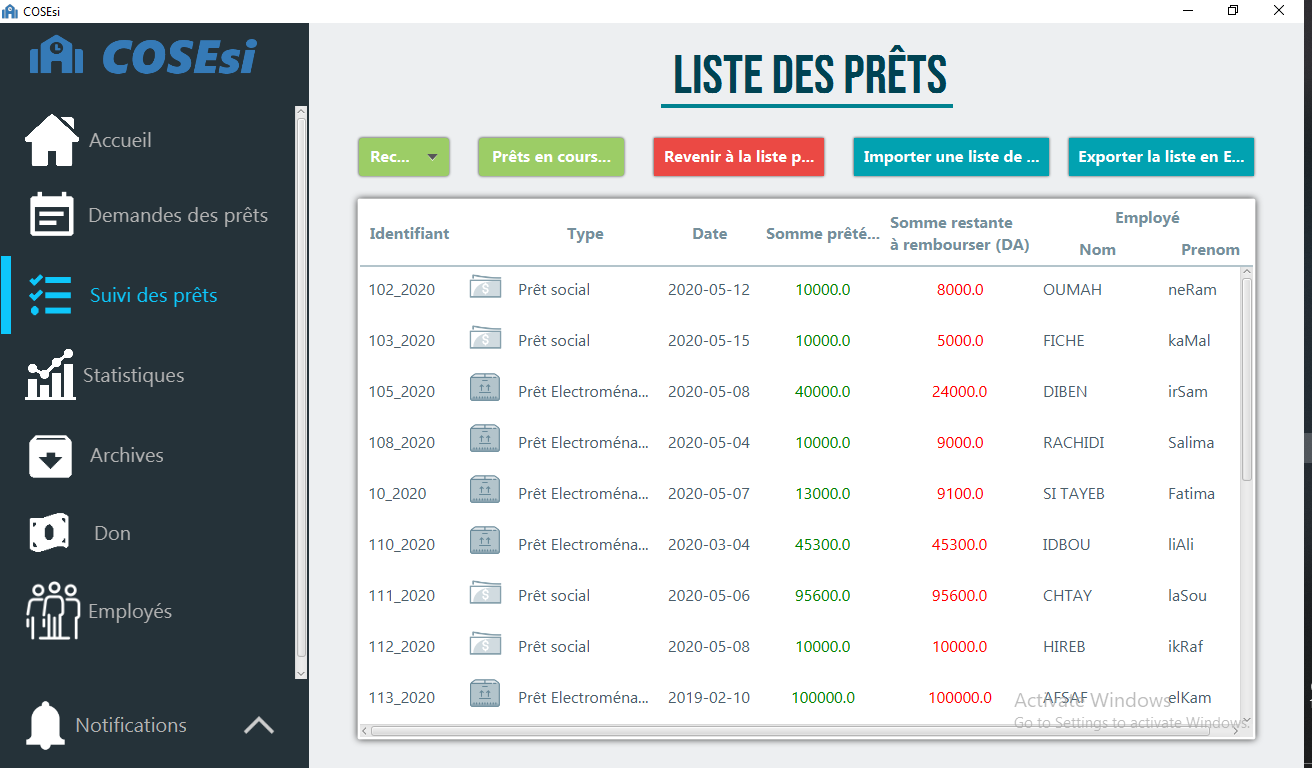 COSEsi
COSEsi
Accueil
Demandes des prêts
Suivi des prêts
Statistiques
Archives
Don
Employés
Notifications
LISTE DES PRÊTS
Rec...
Prêts en cours...
Revenir à la liste p...
Importer une liste de ...
Exporter la liste en E...
Identifiant Type Date Somme prêté... Somme restante à rembourser (DA) Employé
Nom Prenom
102_2020 Prêt social 2020-05-12 10000.0 8000.0 OUMAH neRam
103_2020 Prêt social 2020-05-15 10000.0 5000.0 FICHE kaMal
105_2020 Prêt Electroména... 2020-05-08 40000.0 24000.0 DIBEN irSam
108_2020 Prêt Electroména... 2020-05-04 10000.0 9000.0 RACHIDI Salima
10_2020 Prêt Electroména... 2020-05-07 13000.0 9100.0 SI TAYEB Fatima
110_2020 Prêt Electroména... 2020-03-04 45300.0 45300.0 IDBOU liAli
111_2020 Prêt social 2020-05-06 95600.0 95600.0 CHTAY laSou
112_2020 Prêt social 2020-05-08 10000.0 10000.0 HIREB ikRaf
113_2020 Prêt Electroména... 2019-02-10 100000.0 100000.0 AFSAF elKam
Activate Windows
Go to Settings to activate Windows.